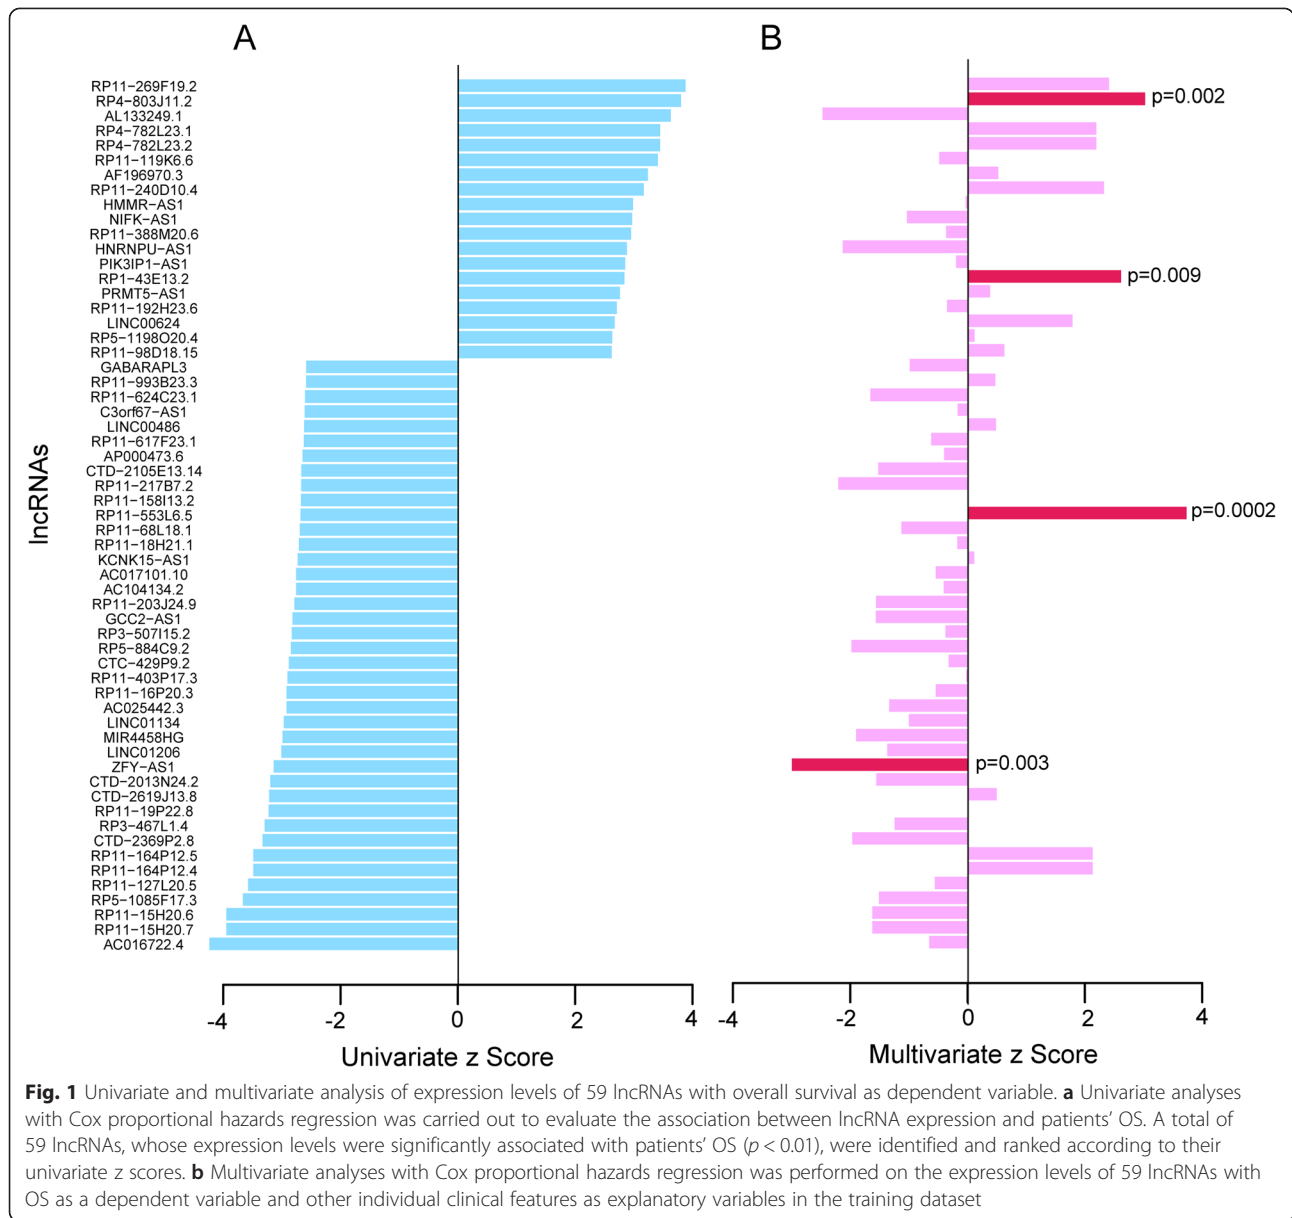 A
B
RP11-269F19.2
RP4-803J11.2
AL133249.1
RP4-782L23.1
RP4-782L23.2
RP11-119K6.6
AF196970.3
RP11-240D10.4
HMMR-AS1
NIFK-AS1
RP11-388M20.6
HNRNPU-AS1
PIK3IP1-AS1
RP1-43E13.2
PRMT5-AS1
RP11-192H23.6
LINC00624
RP5-1198O20.4
RP11-98D18.15
GABARAPL3
RP11-993B23.3
RP11-624C23.1
C3orf67-AS1
LINC00486
RP11-617F23.1
AP000473.6
CTD-2105E13.14
RP11-217B7.2
RP11-158I13.2
RP11-553L6.5
RP11-68L18.1
RP11-18H21.1
KCNK15-AS1
AC017101.10
AC104134.2
RP11-203J24.9
GCC2-AS1
RP3-507I15.2
RP5-884C9.2
CTC-429P9.2
RP11-403P17.3
RP11-16P20.3
AC025442.3
LINC01134
MIR4458HG
LINC01206
ZFY-AS1
CTD-2013N24.2
CTD-2619J13.8
RP11-19P22.8
RP3-467L1.4
CTD-2369P2.8
RP11-164P12.5
RP11-164P12.4
RP11-127L20.5
RP5-1085F17.3
RP11-15H20.6
RP11-15H20.7
AC016722.4
lncRNAs
p=0.002
p=0.009
p=0.0002
p=0.003
-4 -2 0 2 4
Univariate z Score
-4 -2 0 2 4
Multivariate z Score
Fig. 1 Univariate and multivariate analysis of expression levels of 59 lncRNAs with overall survival as dependent variable. a Univariate analyses
with Cox proportional hazards regression was carried out to evaluate the association between lncRNA expression and patients' OS. A total of
59 lncRNAs, whose expression levels were significantly associated with patients' OS (p < 0.01), were identified and ranked according to their
univariate z scores. b Multivariate analyses with Cox proportional hazards regression was performed on the expression levels of 59 lncRNAs with
OS as a dependent variable and other individual clinical features as explanatory variables in the training dataset